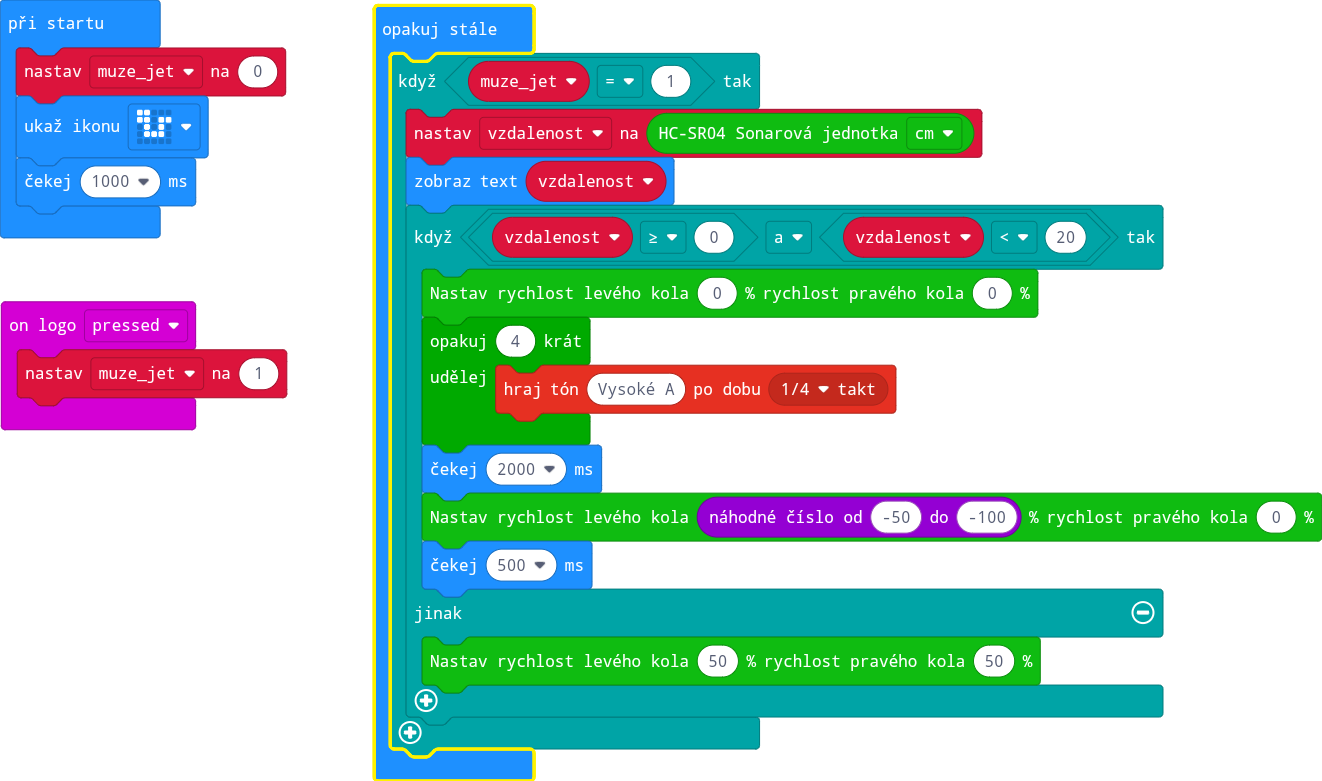 při startu
nastav muze_jet na 0
ukaž ikonu
čekej 1000 ms
on logo pressed
nastav muze_jet na 1
opakuj stále
když muze_jet = 1 tak
nastav vzdalenost na HC-SR04 Sonarová jednotka cm
zobraz text vzdalenost
když vzdalenost ≥ 0 a vzdalenost < 20 tak
Nastav rychlost levého kola 0 % rychlost pravého kola 0 %
opakuj 4 krát
udělej hraj tón Vysoké A po dobu 1/4 takt
čekej 2000 ms
Nastav rychlost levého kola náhodné číslo od -50 do -100 % rychlost pravého kola 0 %
čekej 500 ms
jinak
Nastav rychlost levého kola 50 % rychlost pravého kola 50 %